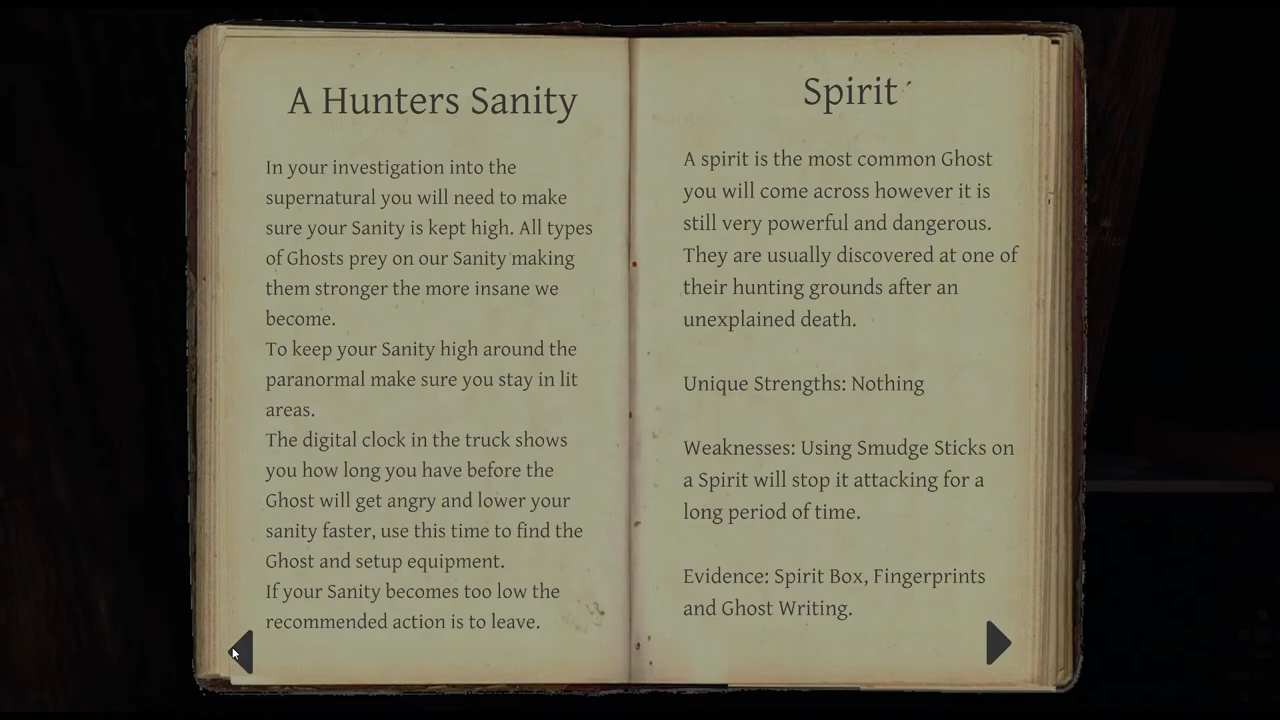 A Hunters Sanity
In your investigation into the
supernatural you will need to make
sure your Sanity is kept high. All types
of Ghosts prey on our Sanity making
them stronger the more insane we
become.
To keep your Sanity high around the
paranormal make sure you stay in lit
areas.
The digital clock in the truck shows
you how long you have before the
Ghost will get angry and lower your
sanity faster, use this time to find the
Ghost and setup equipment.
If your Sanity becomes too low the
recommended action is to leave.
Spirit
A spirit is the most common Ghost
you will come across however it is
still very powerful and dangerous.
They are usually discovered at one of
their hunting grounds after an
unexplained death.
Unique Strengths: Nothing
Weaknesses: Using Smudge Sticks on
a Spirit will stop it attacking for a
long period of time.
Evidence: Spirit Box, Fingerprints
and Ghost Writing.